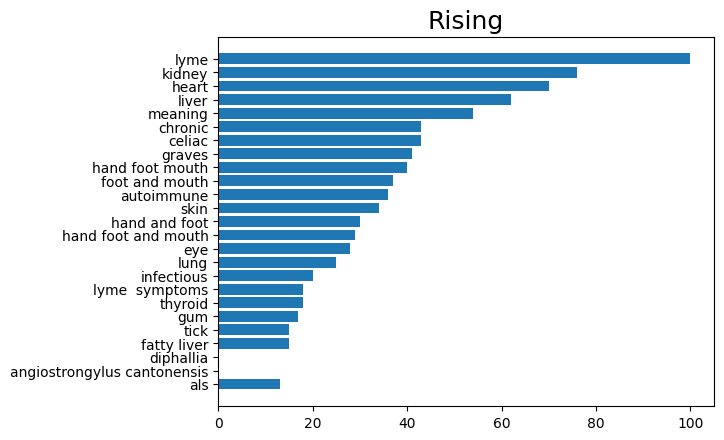 Rising
lyme
kidney
heart
liver
meaning
chronic
celiac
graves
hand foot mouth
foot and mouth
autoimmune
skin
hand and foot
hand foot and mouth
eye
lung
infectious
lyme  symptoms
thyroid
gum
tick
fatty liver
diphallia
angiostrongylus cantonensis
als
0 20 40 60 80 100